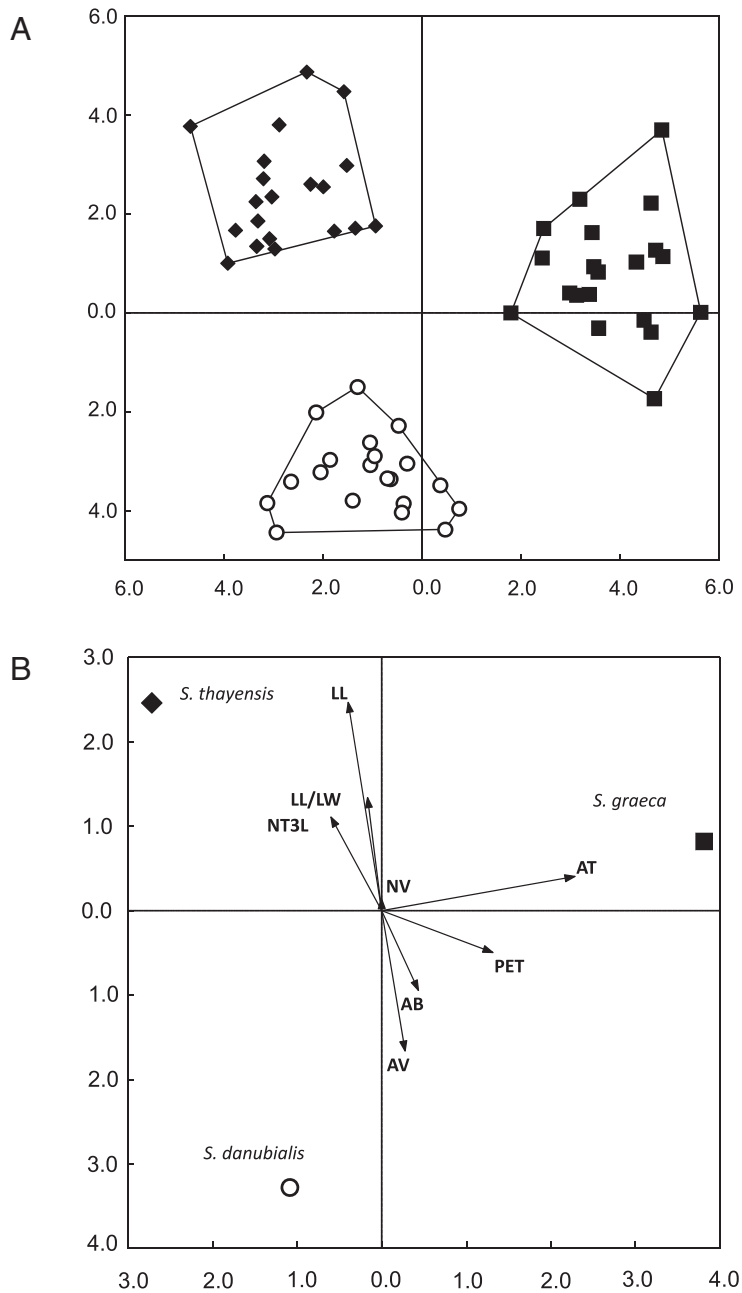 A
6.0
4.0
2.0
0.0
2.0
4.0
6.0 4.0 2.0 0.0 2.0 4.0 6.0
B
3.0
S. thayensis
LL
2.0
LL/LW
S. graeca
1.0
NT3L
AT
NV
0.0
PET
1.0
AB
AV
2.0
3.0
S. danubialis
4.0
3.0 2.0 1.0 0.0 1.0 2.0 3.0 4.0